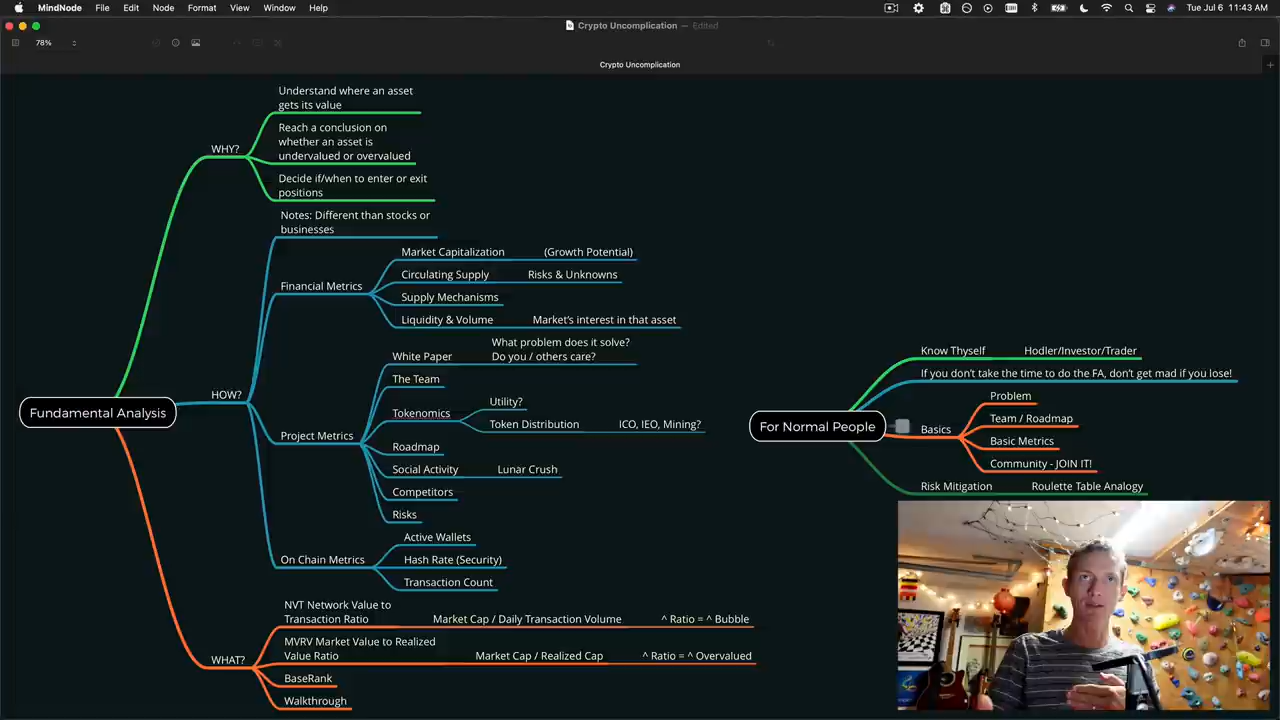 MindNode File Edit Node Format View Window Help
Tue Jul 6 11:43 AM
Crypto Uncomplication — Edited
78%
Crypto Uncomplication
Fundamental Analysis
WHY?
Understand where an asset
gets its value
Reach a conclusion on
whether an asset is
undervalued or overvalued
Decide if/when to enter or exit
positions
HOW?
Notes: Different than stocks or
businesses
Financial Metrics
Market Capitalization (Growth Potential)
Circulating Supply Risks & Unknowns
Supply Mechanisms
Liquidity & Volume Market's interest in that asset
Project Metrics
White Paper
What problem does it solve?
Do you / others care?
The Team
Tokenomics
Utility?
Token Distribution ICO, IEO, Mining?
Roadmap
Social Activity Lunar Crush
Competitors
Risks
On Chain Metrics
Active Wallets
Hash Rate (Security)
Transaction Count
WHAT?
NVT Network Value to
Transaction Ratio
Market Cap / Daily Transaction Volume ^ Ratio = ^ Bubble
MVRV Market Value to Realized
Value Ratio
Market Cap / Realized Cap ^ Ratio = ^ Overvalued
BaseRank
Walkthrough
For Normal People
Know Thyself Hodler/Investor/Trader
If you don't take the time to do the FA, don't get mad if you lose!
Basics
Problem
Team / Roadmap
Basic Metrics
Community - JOIN IT!
Risk Mitigation Roulette Table Analogy